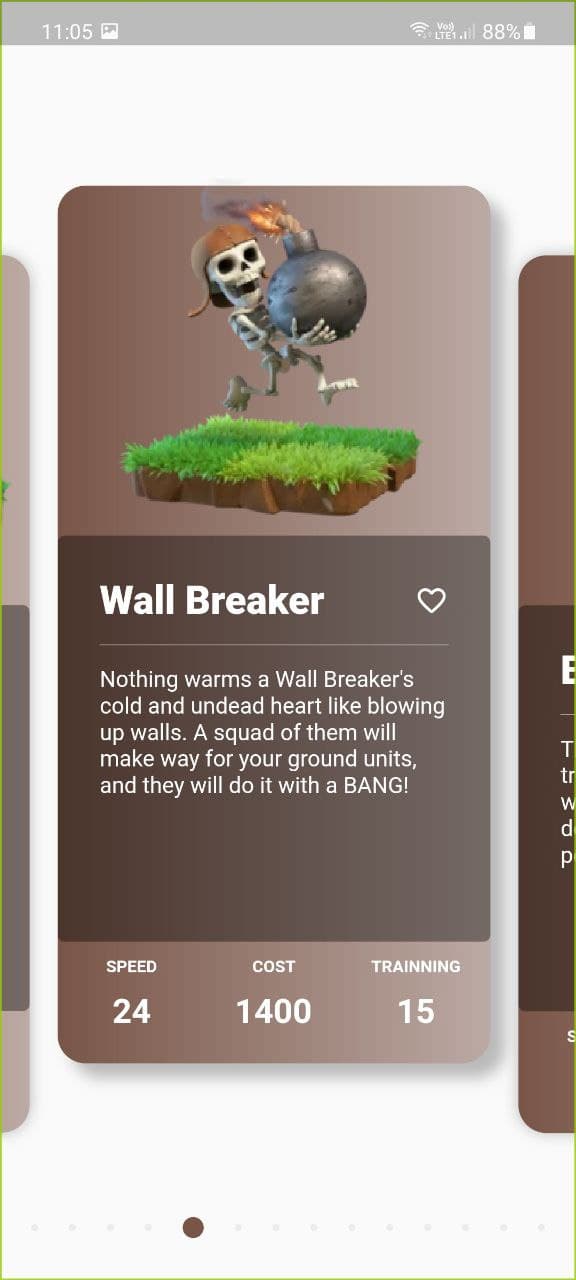 11:05 Vo)) LTE1 88%
Wall Breaker
Nothing warms a Wall Breaker's
cold and undead heart like blowing
up walls. A squad of them will
make way for your ground units,
and they will do it with a BANG!
SPEED COST TRAINNING
24 1400 15